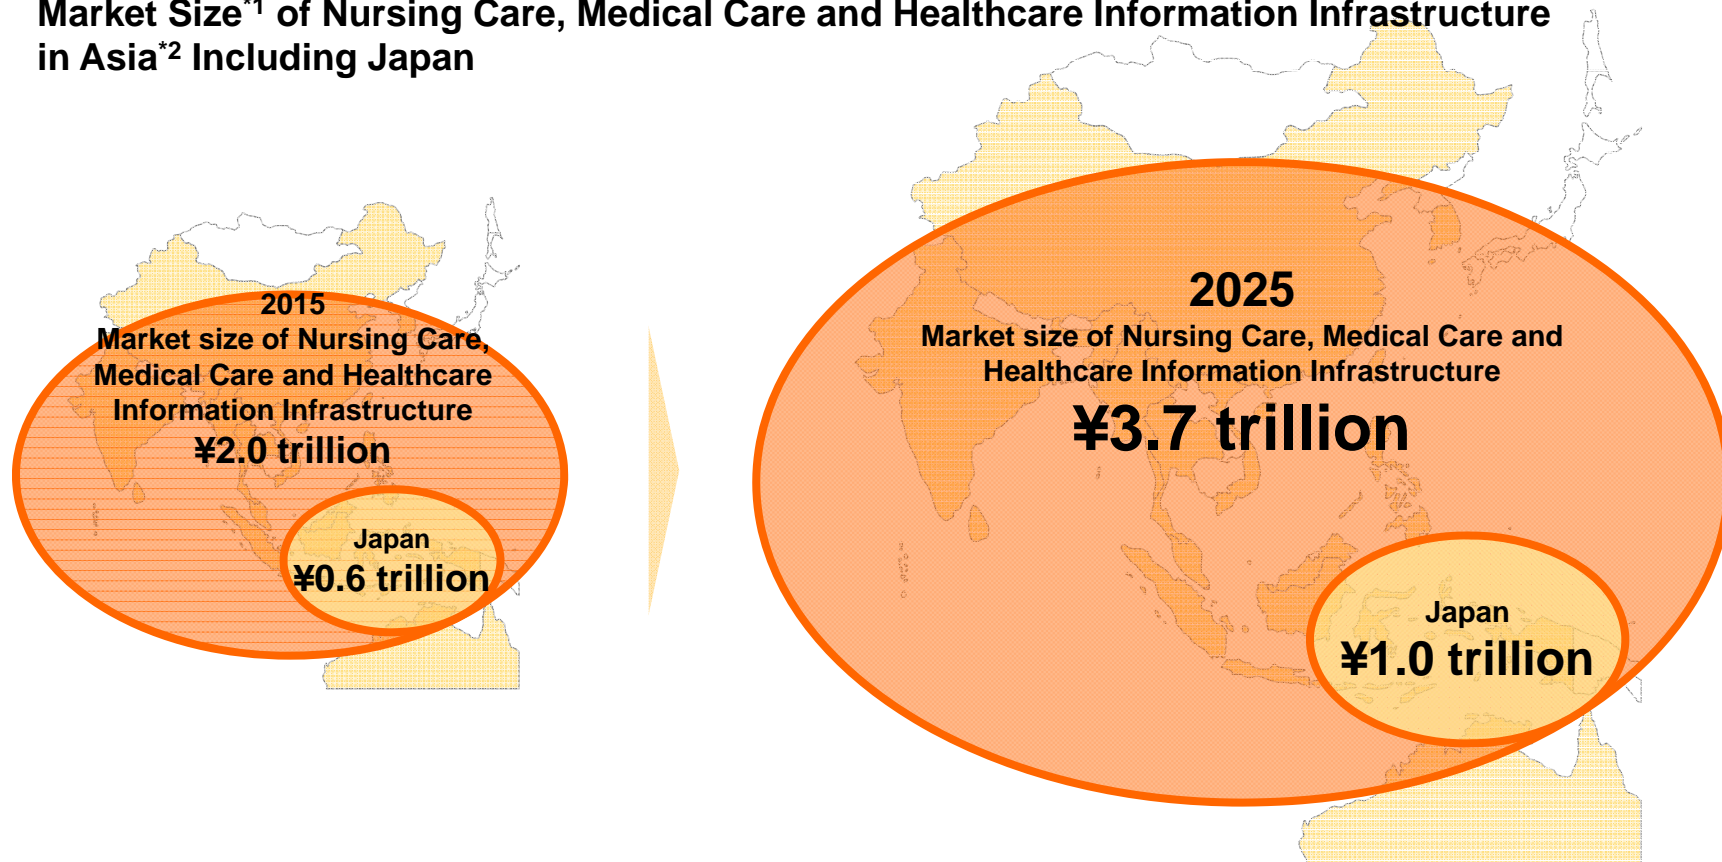 Market Size*1 of Nursing Care, Medical Care and Healthcare Information Infrastructure
in Asia*2 Including Japan
2015
Market size of Nursing Care,
Medical Care and Healthcare
Information Infrastructure
¥2.0 trillion
Japan
¥0.6 trillion
2025
Market size of Nursing Care, Medical Care and
Healthcare Information Infrastructure
¥3.7 trillion
Japan
¥1.0 trillion